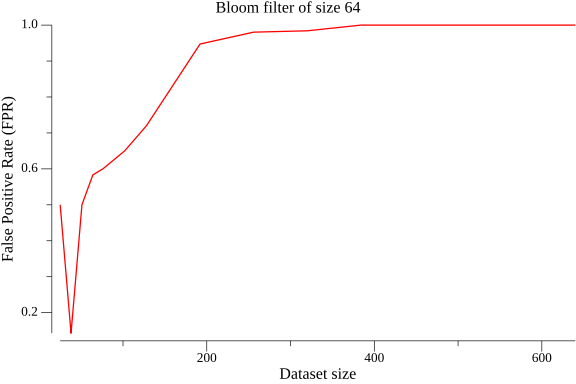 Bloom filter of size 64
False Positive Rate (FPR)
1.0
0.6
0.2
200
400
600
Dataset size